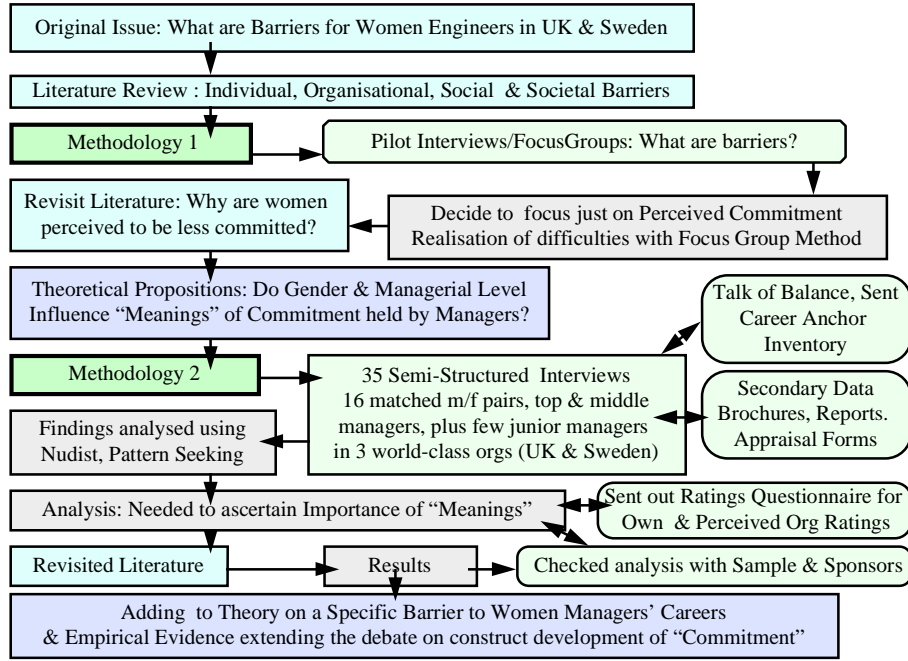 Original Issue: What are Barriers for Women Engineers in UK & Sweden
Literature Review : Individual, Organisational, Social & Societal Barriers
Methodology 1
Pilot Interviews/FocusGroups: What are barriers?
Revisit Literature: Why are women
perceived to be less committed?
Decide to focus just on Perceived Commitment
Realisation of difficulties with Focus Group Method
Theoretical Propositions: Do Gender & Managerial Level
Influence “Meanings” of Commitment held by Managers?
Talk of Balance, Sent
Career Anchor
Inventory
Methodology 2
35 Semi-Structured Interviews
16 matched m/f pairs, top & middle
managers, plus few junior managers
in 3 world-class orgs (UK & Sweden)
Secondary Data
Brochures, Reports.
Appraisal Forms
Findings analysed using
Nudist, Pattern Seeking
Analysis: Needed to ascertain Importance of “Meanings”
Sent out Ratings Questionnaire for
Own & Perceived Org Ratings
Revisited Literature
Results
Checked analysis with Sample & Sponsors
Adding to Theory on a Specific Barrier to Women Managers’ Careers
& Empirical Evidence extending the debate on construct development of “Commitment”